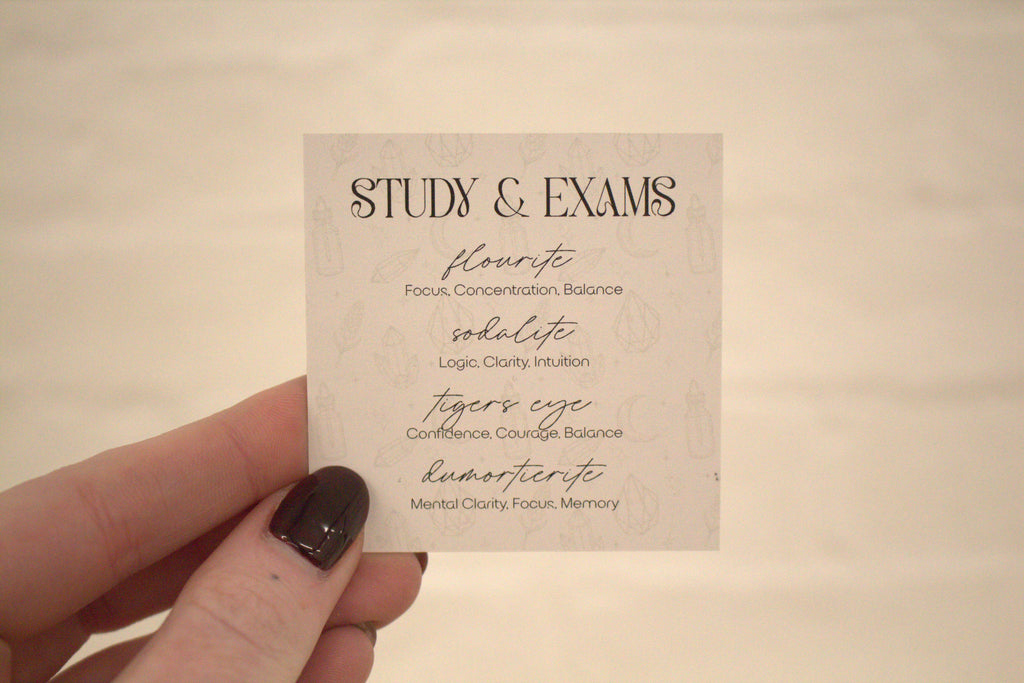 STUDY & EXAMS
flourite
Focus, Concentration, Balance
sodalite
Logic, Clarity, Intuition
tigers eye
Confidence, Courage, Balance
dumortierite
Mental Clarity, Focus, Memory